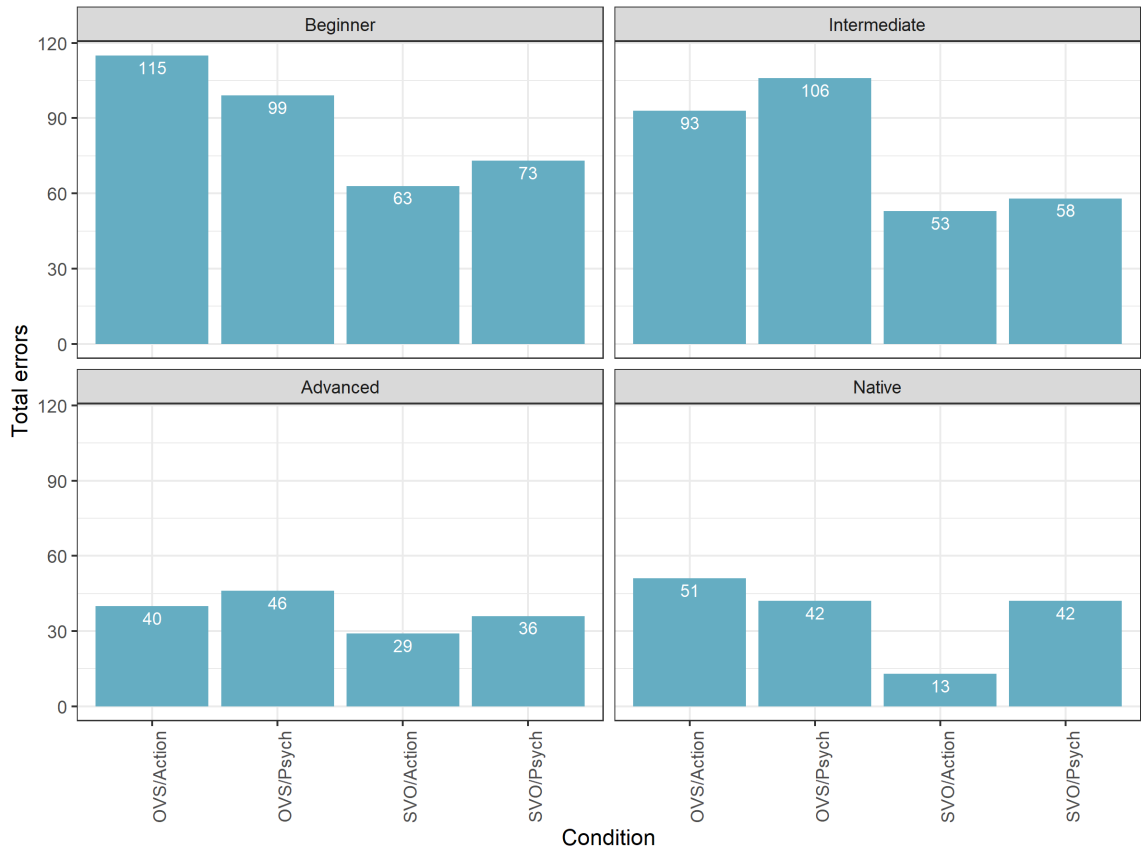 Beginner
Intermediate
120
90
60
30
0
115
99
63
73
93
106
53
58
Advanced
Native
120
90
60
30
0
40
46
29
36
51
42
13
42
Total errors
OVS/Action
OVS/Psych
SVO/Action
SVO/Psych
OVS/Action
OVS/Psych
SVO/Action
SVO/Psych
Condition